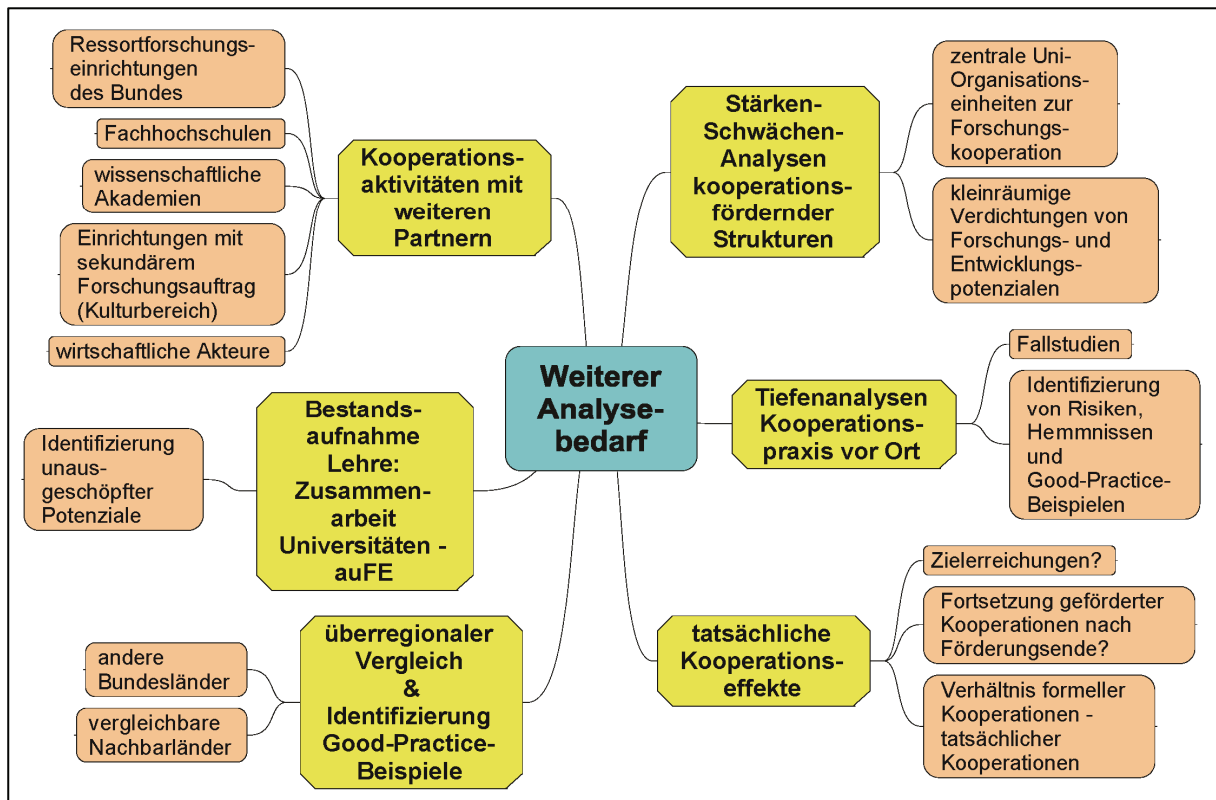 Weiterer
Analyse-
bedarf
Kooperations-
aktivitäten mit
weiteren
Partnern
Ressortforschungs-
einrichtungen
des Bundes
Fachhochschulen
wissenschaftliche
Akademien
Einrichtungen mit
sekundärem
Forschungsauftrag
(Kulturbereich)
wirtschaftliche Akteure
Bestands-
aufnahme
Lehre:
Zusammen-
arbeit
Universitäten -
auFE
Identifizierung
unaus-
geschöpfter
Potenziale
überregionaler
Vergleich
&
Identifizierung
Good-Practice-
Beispiele
andere
Bundesländer
vergleichbare
Nachbarländer
Stärken-
Schwächen-
Analysen
kooperations-
fördernder
Strukturen
zentrale Uni-
Organisations-
einheiten zur
Forschungs-
kooperation
kleinräumige
Verdichtungen von
Forschungs- und
Entwicklungs-
potenzialen
Tiefenanalysen
Kooperations-
praxis vor Ort
Fallstudien
Identifizierung
von Risiken,
Hemmnissen
und
Good-Practice-
Beispielen
tatsächliche
Kooperations-
effekte
Zielerreichungen?
Fortsetzung geförderter
Kooperationen nach
Förderungsende?
Verhältnis formeller
Kooperationen -
tatsächlicher
Kooperationen